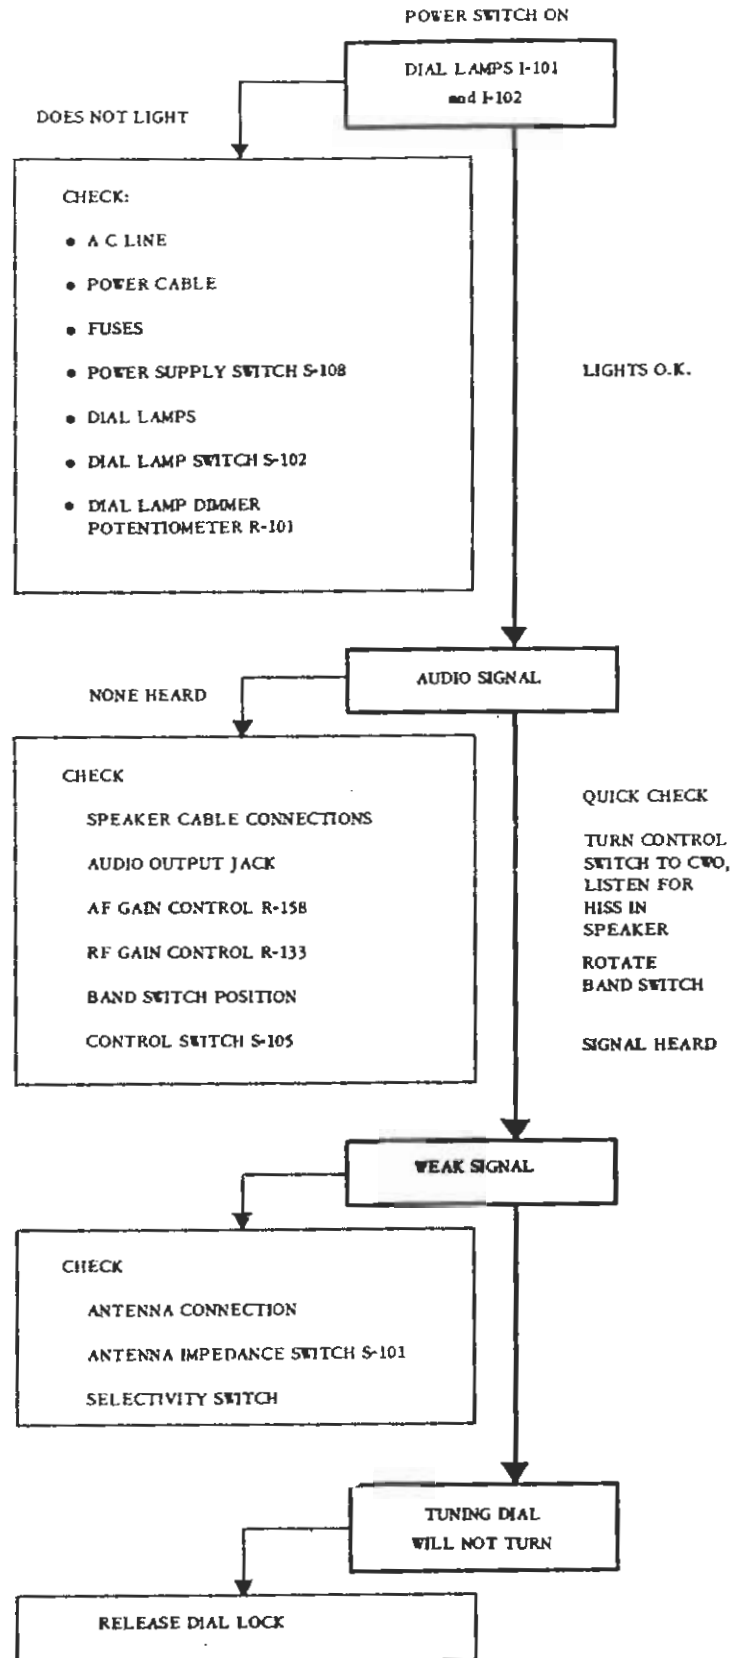 POWER SWITCH ON
DIAL LAMPS I-101
and I-102
DOES NOT LIGHT
CHECK:
• A C LINE
• POWER CABLE
• FUSES
• POWER SUPPLY SWITCH S-108
• DIAL LAMPS
• DIAL LAMP SWITCH S-102
• DIAL LAMP DIMMER
POTENTIOMETER R-101
LIGHTS O.K.
AUDIO SIGNAL
NONE HEARD
CHECK
SPEAKER CABLE CONNECTIONS
AUDIO OUTPUT JACK
AF GAIN CONTROL R-158
RF GAIN CONTROL R-133
BAND SWITCH POSITION
CONTROL SWITCH S-105
QUICK CHECK
TURN CONTROL
SWITCH TO CWO,
LISTEN FOR
HISS IN
SPEAKER
ROTATE
BAND SWITCH
SIGNAL HEARD
WEAK SIGNAL
CHECK
ANTENNA CONNECTION
ANTENNA IMPEDANCE SWITCH S-101
SELECTIVITY SWITCH
TUNING DIAL
WILL NOT TURN
RELEASE DIAL LOCK